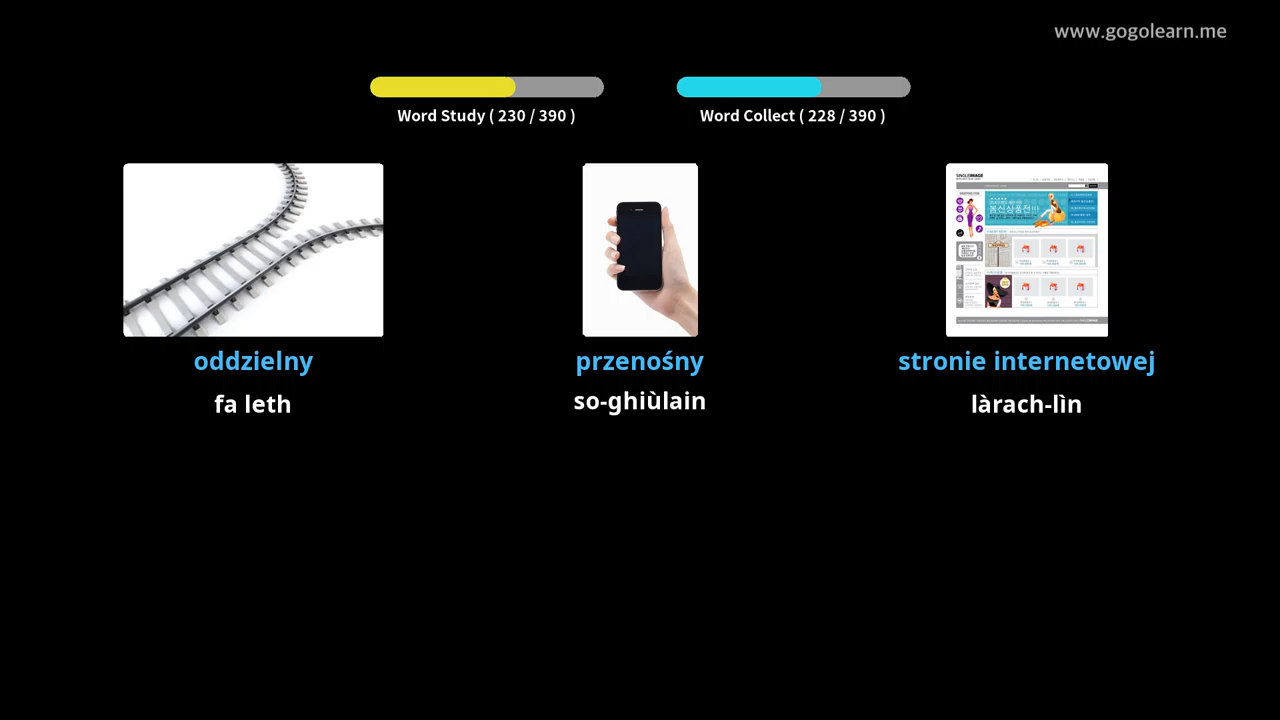 www.gogolearn.me
Word Study ( 230 / 390 )
Word Collect ( 228 / 390 )
oddzielny
przenośny
stronie internetowej
fa leth
so-ghiùlain
làrach-lìn